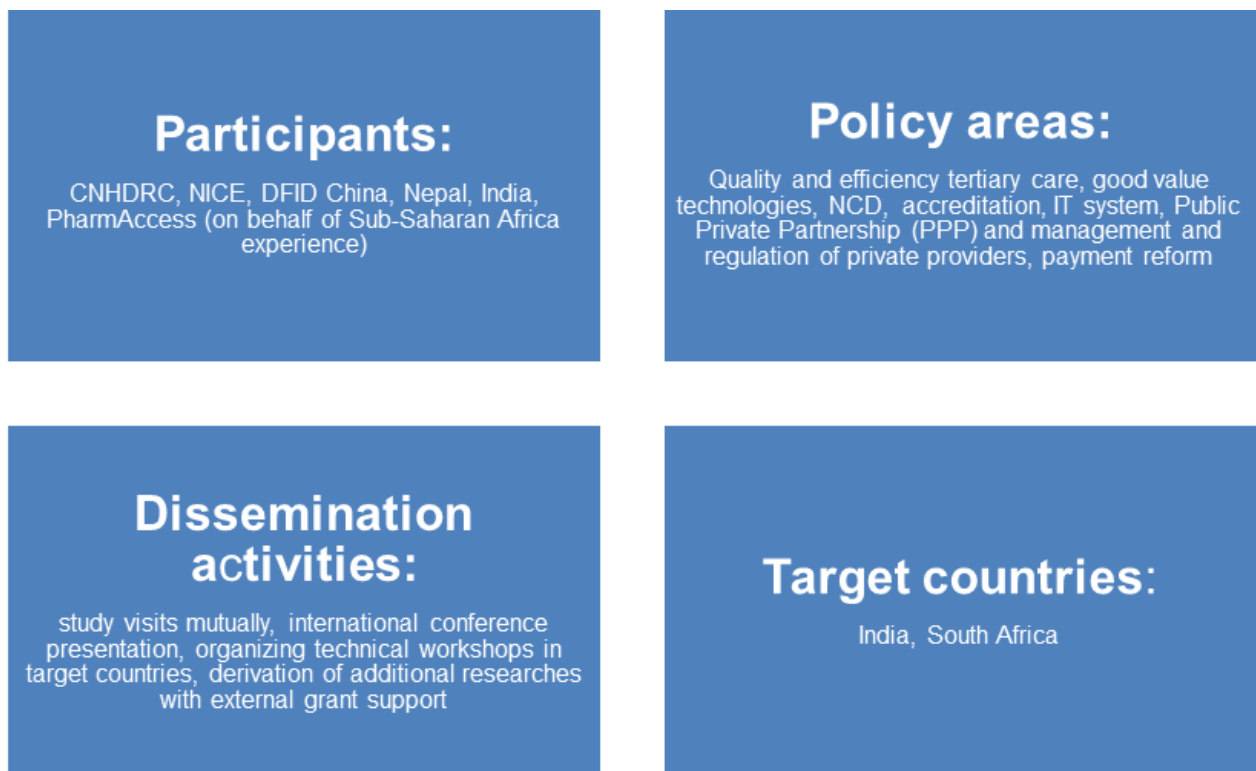 Participants:
CNHDRC, NICE, DFID China, Nepal, India,
PharmAccess (on behalf of Sub-Saharan Africa
experience)
Policy areas:
Quality and efficiency tertiary care, good value
technologies, NCD, accreditation, IT system, Public
Private Partnership (PPP) and management and
regulation of private providers, payment reform
Dissemination
activities:
study visits mutually, international conference
presentation, organizing technical workshops in
target countries, derivation of additional researches
with external grant support
Target countries:
India, South Africa